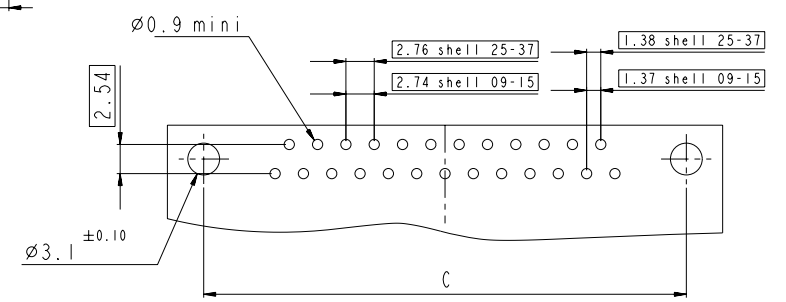 Ø0.9 mini
2.76 shell 25-37
1.38 shell 25-37
2.74 shell 09-15
1.37 shell 09-15
2.54
Ø3.1 ±0.10
C